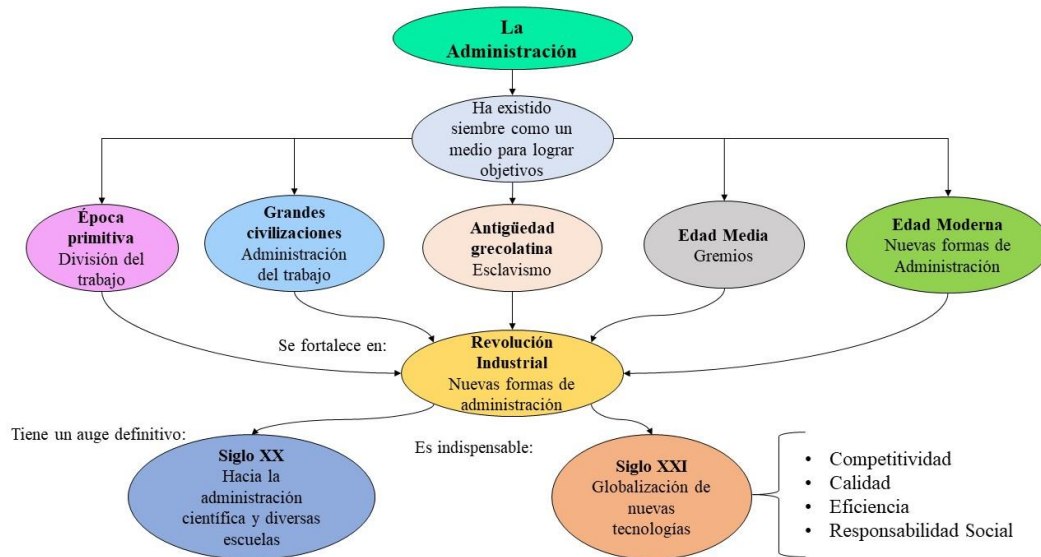 La
Administración
Ha existido
siembre como un
medio para lograr
objetivos
Época
primitiva
División del
trabajo
Grandes
civilizaciones
Administración
del trabajo
Antigüedad
grecolatina
Esclavismo
Edad Media
Gremios
Edad Moderna
Nuevas formas de
Administración
Se fortalece en:
Revolución
Industrial
Nuevas formas de
administración
Tiene un auge definitivo:
Siglo XX
Hacia la
administración
científica y diversas
escuelas
Es indispensable:
Siglo XXI
Globalización de
nuevas
tecnologías
• Competitividad
• Calidad
• Eficiencia
• Responsabilidad Social